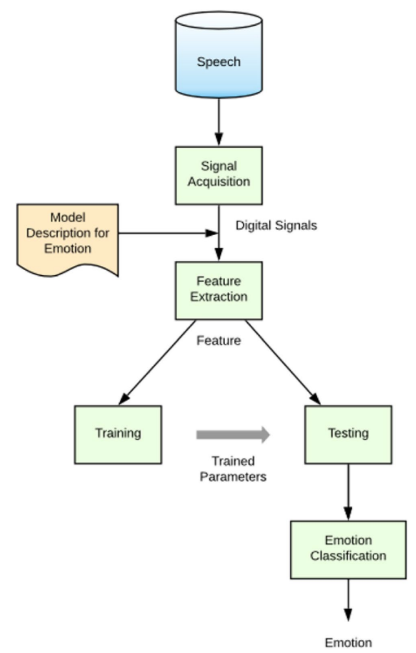 Speech
Signal
Acquisition
Model
Description for
Emotion
Digital Signals
Feature
Extraction
Feature
Training
Testing
Trained
Parameters
Emotion
Classification
Emotion